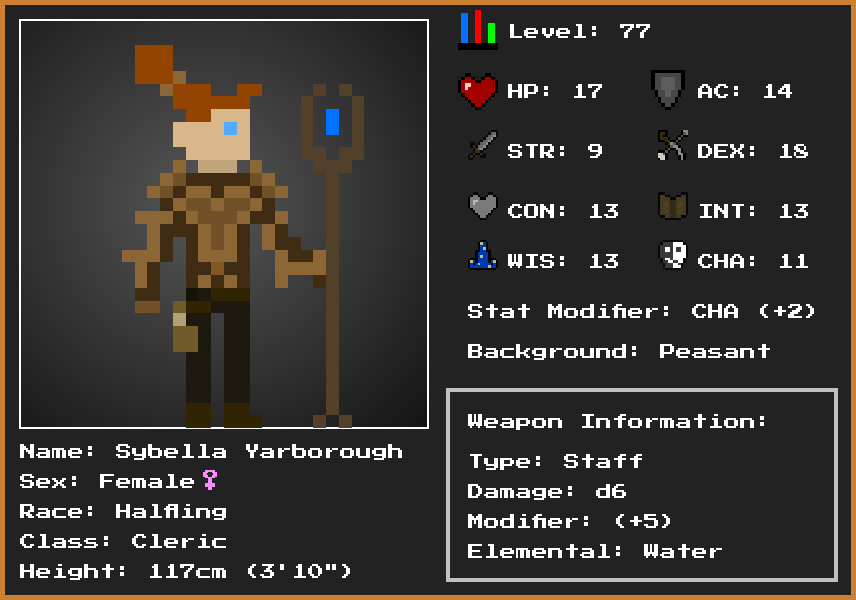 Level: 77
HP: 17
AC: 14
STR: 9
DEX: 18
CON: 13
INT: 13
WIS: 13
CHA: 11
Stat Modifier: CHA (+2)
Background: Peasant
Weapon Information:
Type: Staff
Damage: d6
Modifier: (+5)
Elemental: Water
Name: Sybella Yarborough
Sex: Female♀
Race: Halfling
Class: Cleric
Height: 117cm (3'10")